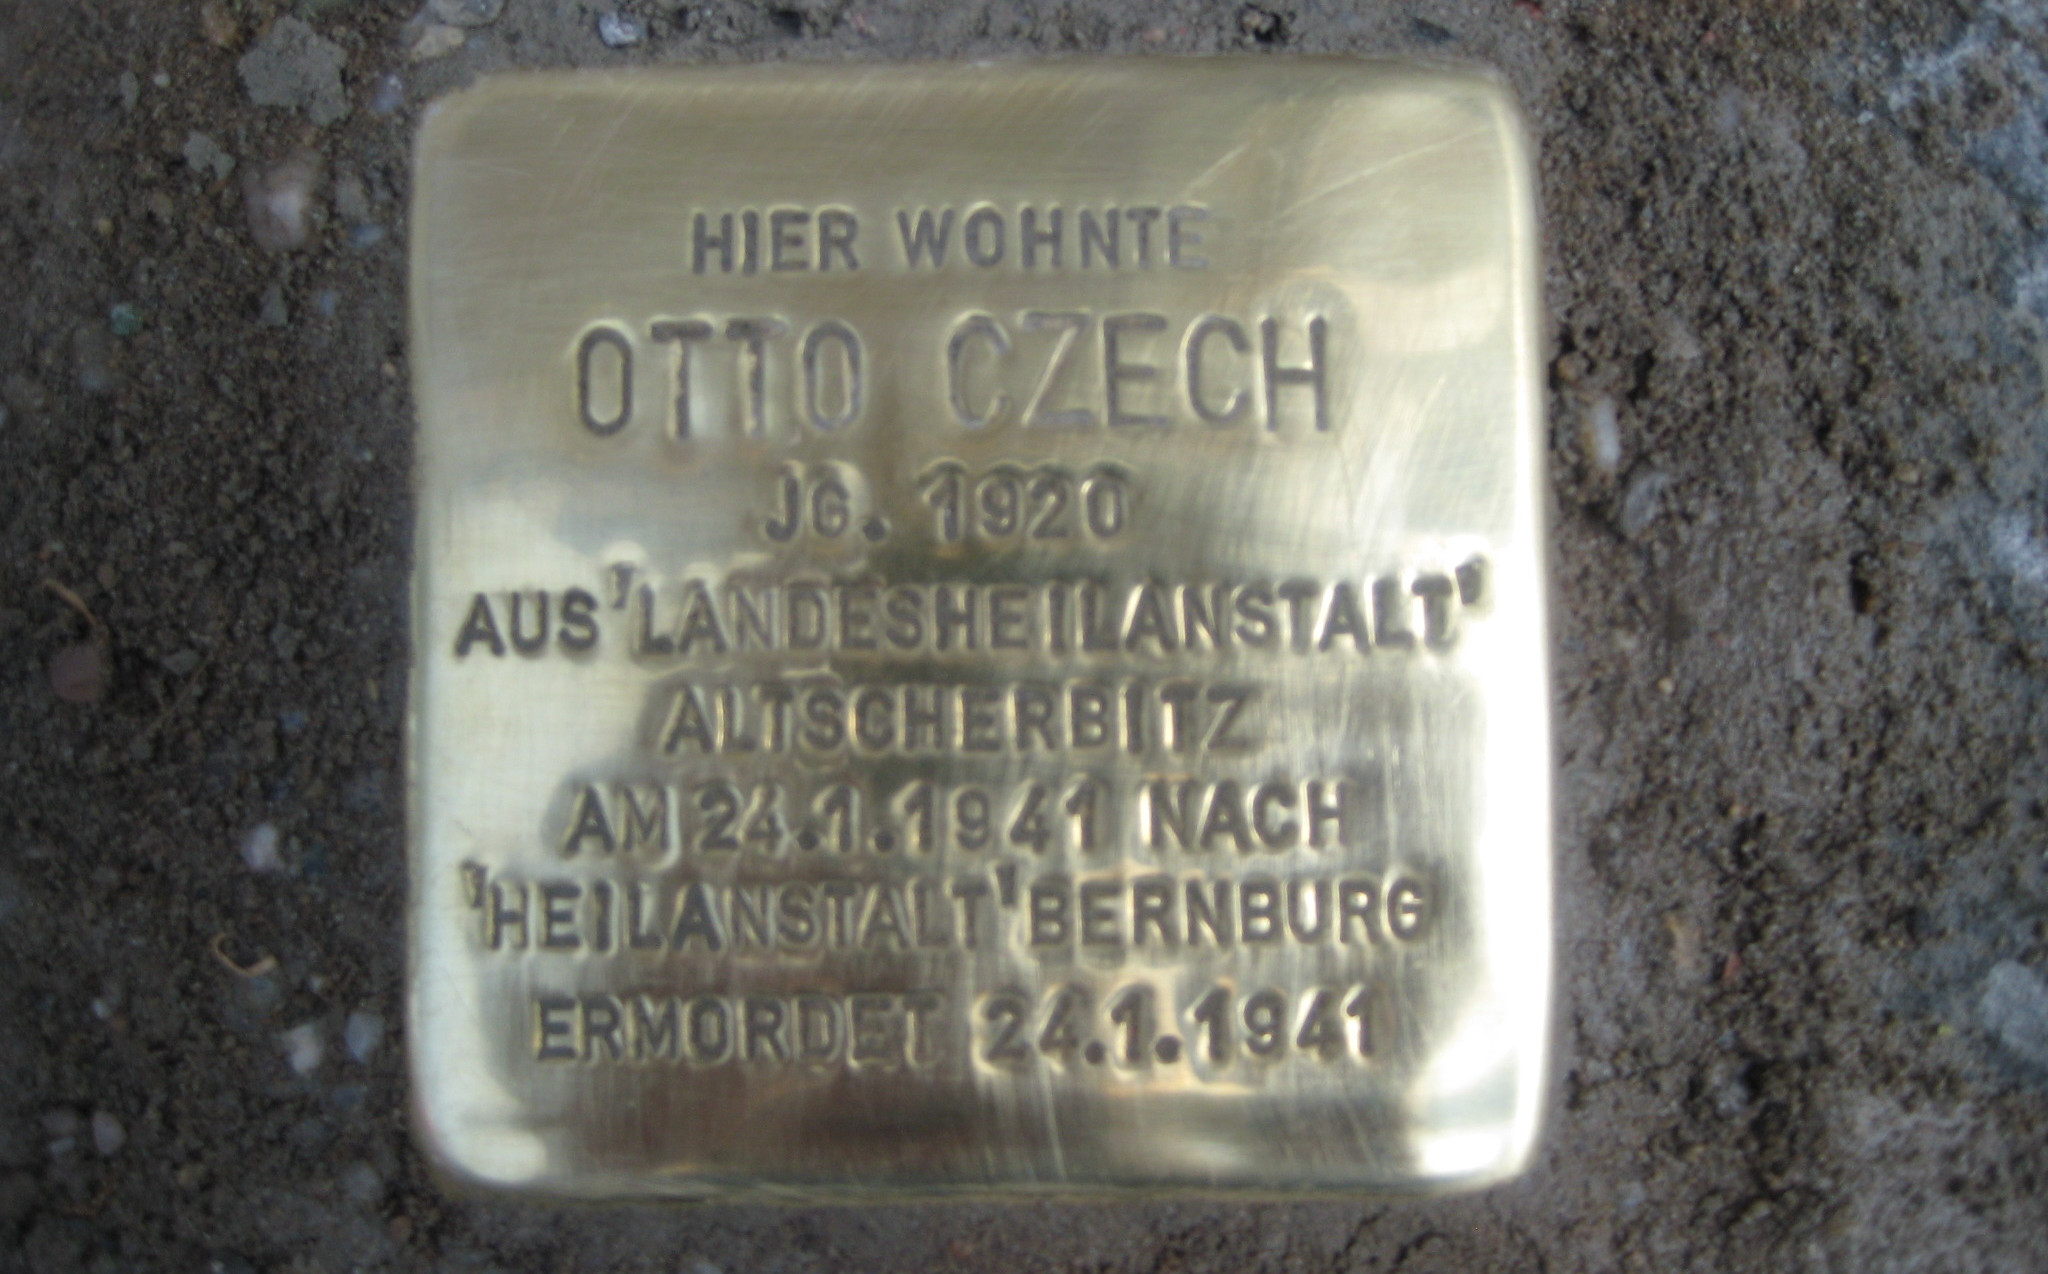 HIER WOHNTE
OTTO CZECH
JG. 1920
AUS 'LANDESHEILANSTALT'
ALTSCHERBITZ
AM 24.1.1941 NACH
'HEILANSTALT' BERNBURG
ERMORDET 24.1.1941